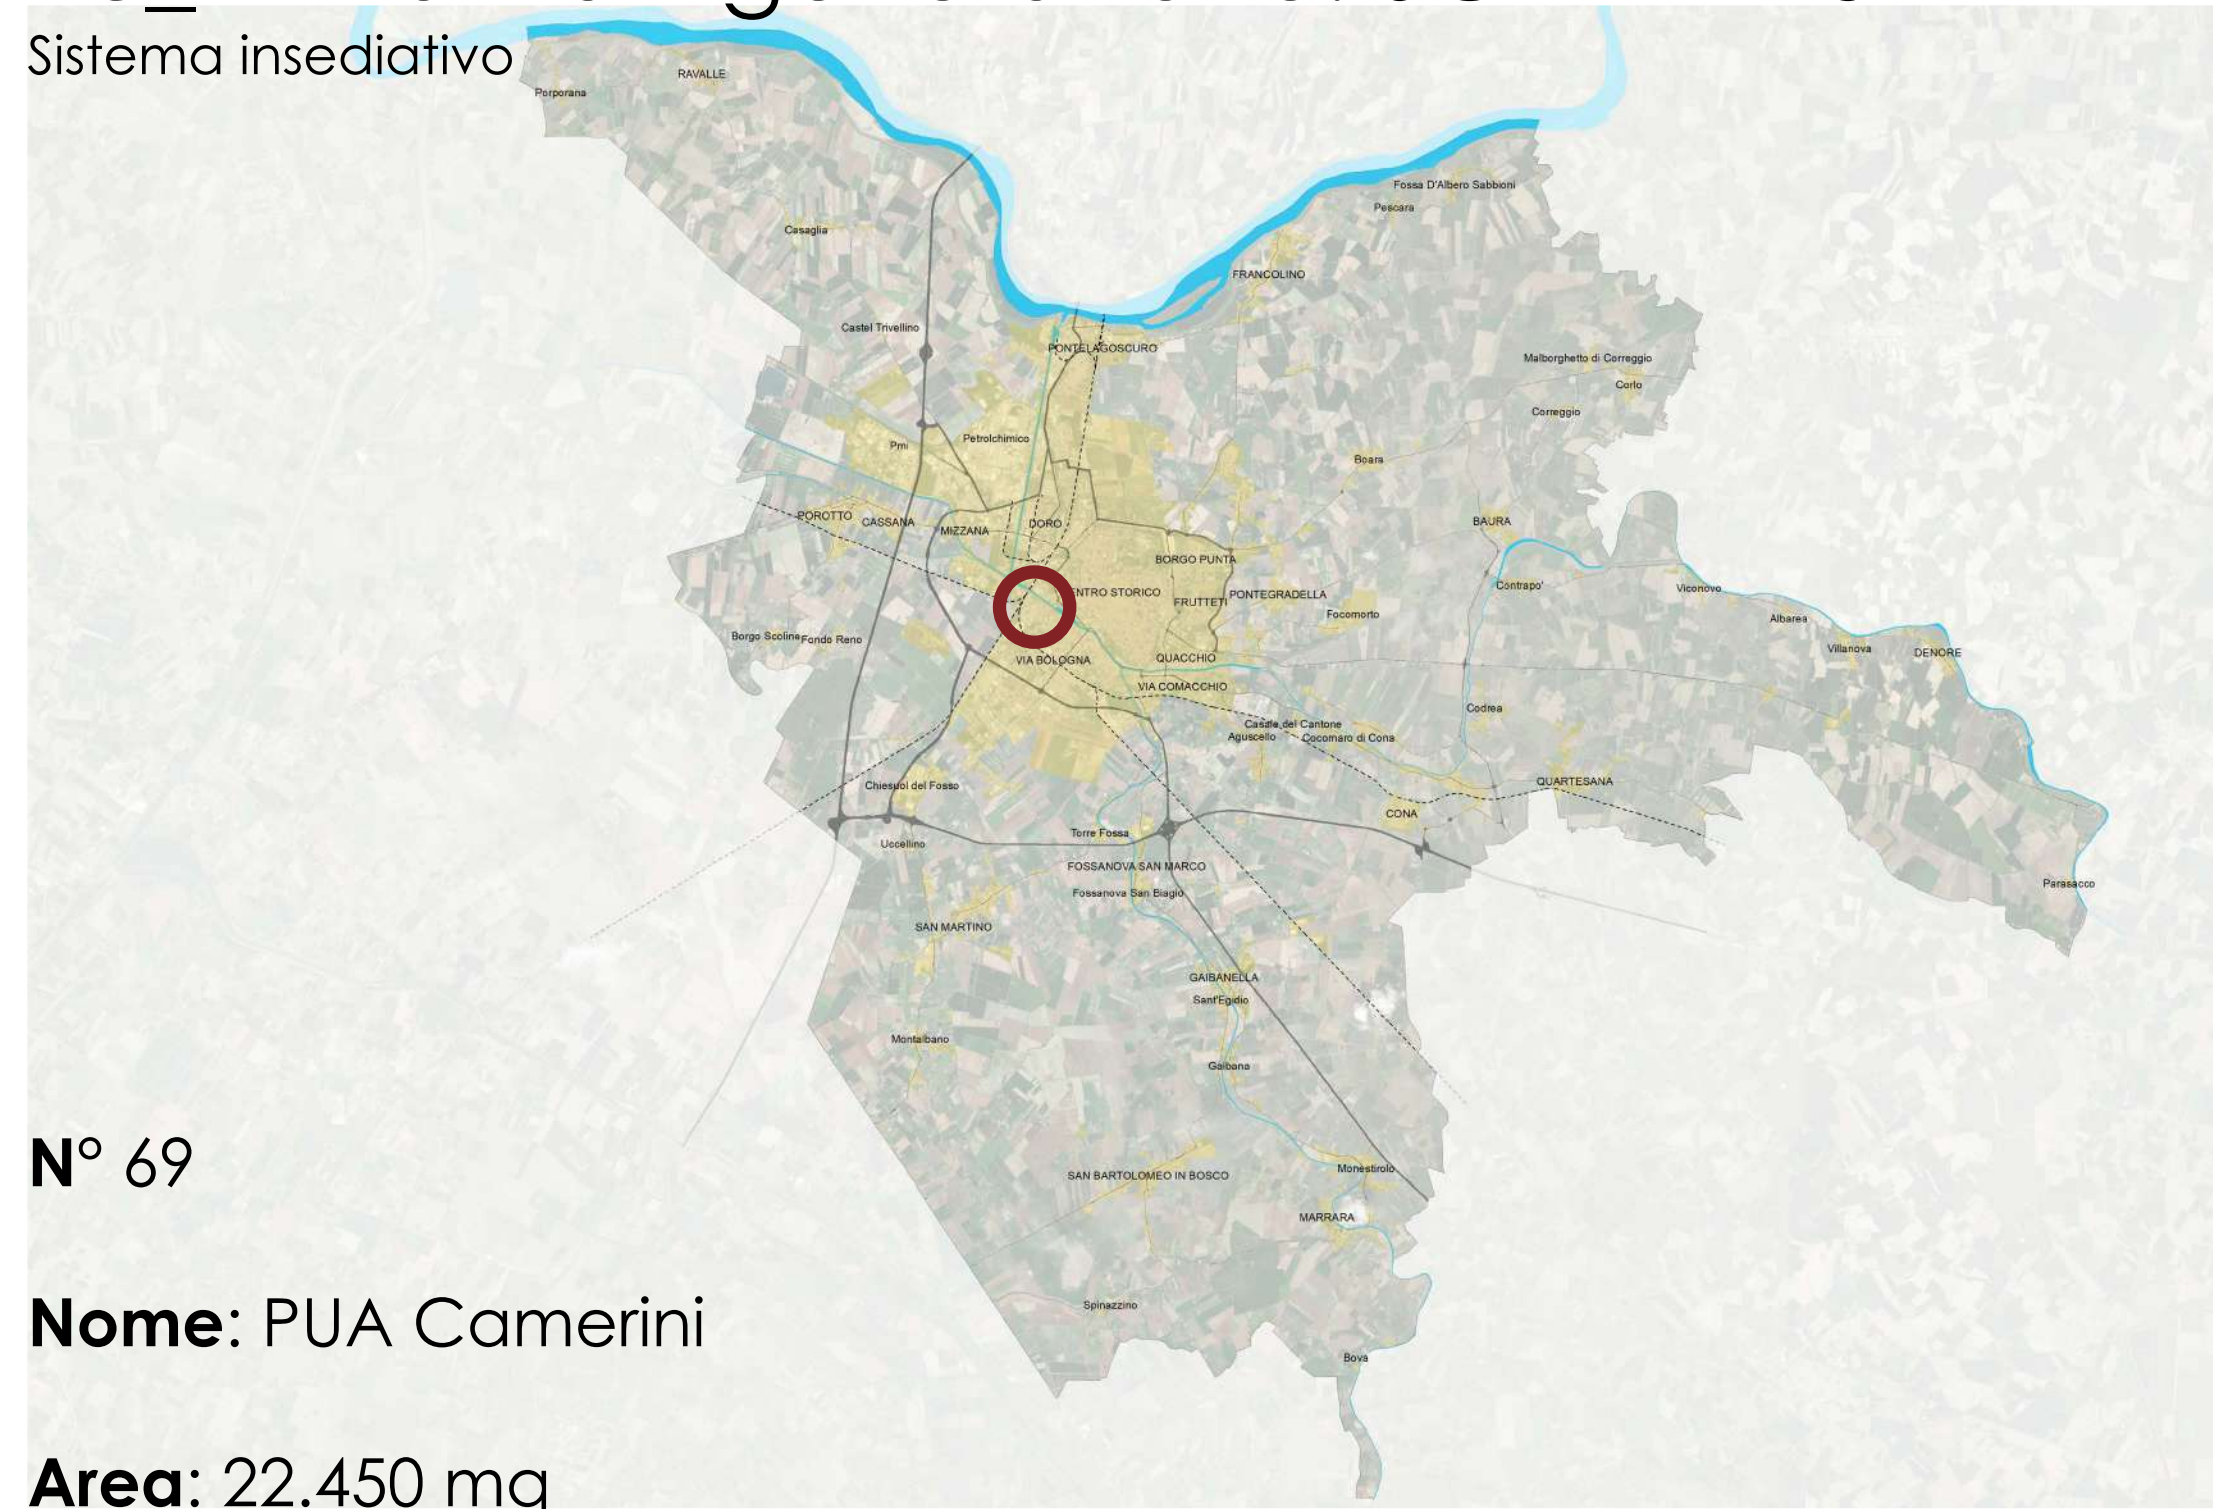 Sistema insediativo
RAVALLE
Porporana
Fossa D'Albero Sabbioni
Pescara
Casaglia
FRANCOLINO
Castel Trivellino
PONTELAGOSCURO
Malborghetto di Correggio
Corlo
Correggio
Petrolchimico
Pmi
Boara
POROTTO
CASSANA
MIZZANA
DORO
BAURA
BORGO PUNTA
Contrapo'
Viconovo
ENTRO STORICO
FRUTTETI
PONTEGRADELLA
Focomorto
Albarea
Borgo Scoline
Fondo Reno
Villanova
DENORE
VIA BOLOGNA
QUACCHIO
VIA COMACCHIO
Codrea
Casale del Cantone
Aguscello
Cocomaro di Cona
Chiesuol del Fosso
QUARTESANA
CONA
Torre Fossa
Uccellino
FOSSANOVA SAN MARCO
Fossanova San Biagio
Parasacco
SAN MARTINO
GAIBANELLA
Sant'Egidio
Montalbano
Gaibana
N° 69
SAN BARTOLOMEO IN BOSCO
Monestirolo
MARRARA
Spinazzino
Nome: PUA Camerini
Bova
Area: 22.450 mq